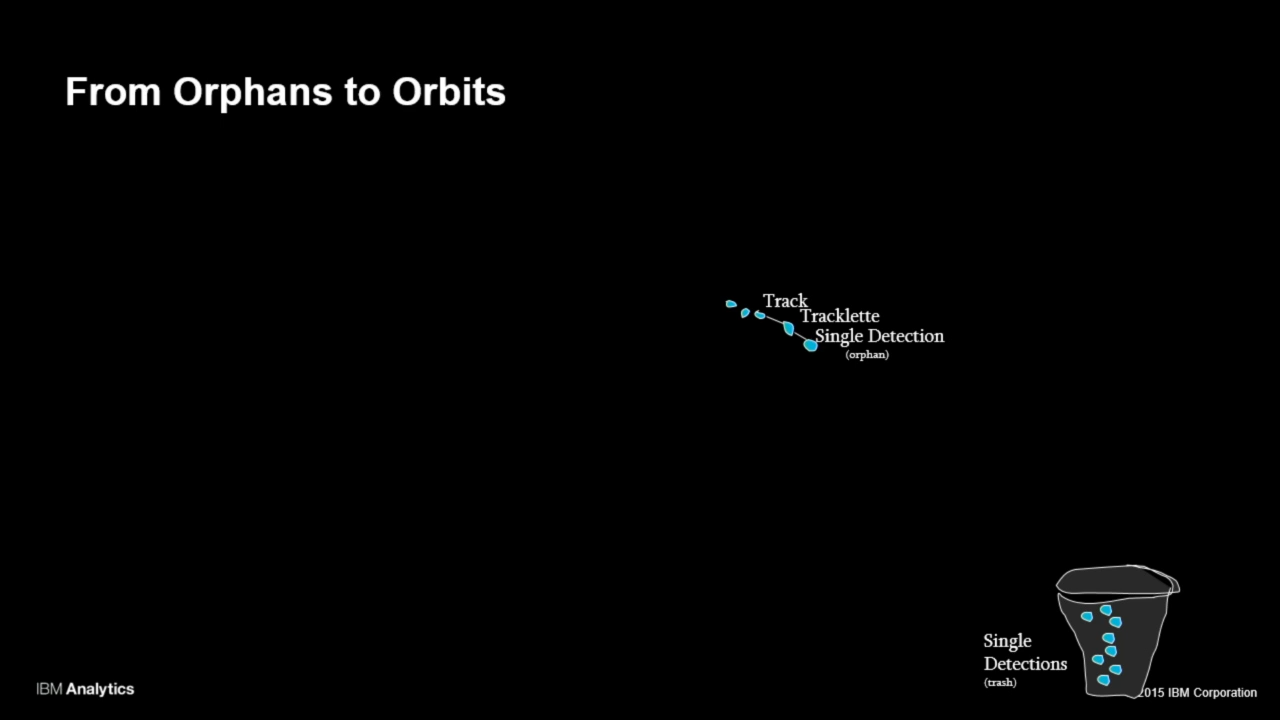 From Orphans to Orbits
Track
Tracklette
Single Detection
(orphan)
Single
Detections
(trash)
IBM Analytics
2015 IBM Corporation